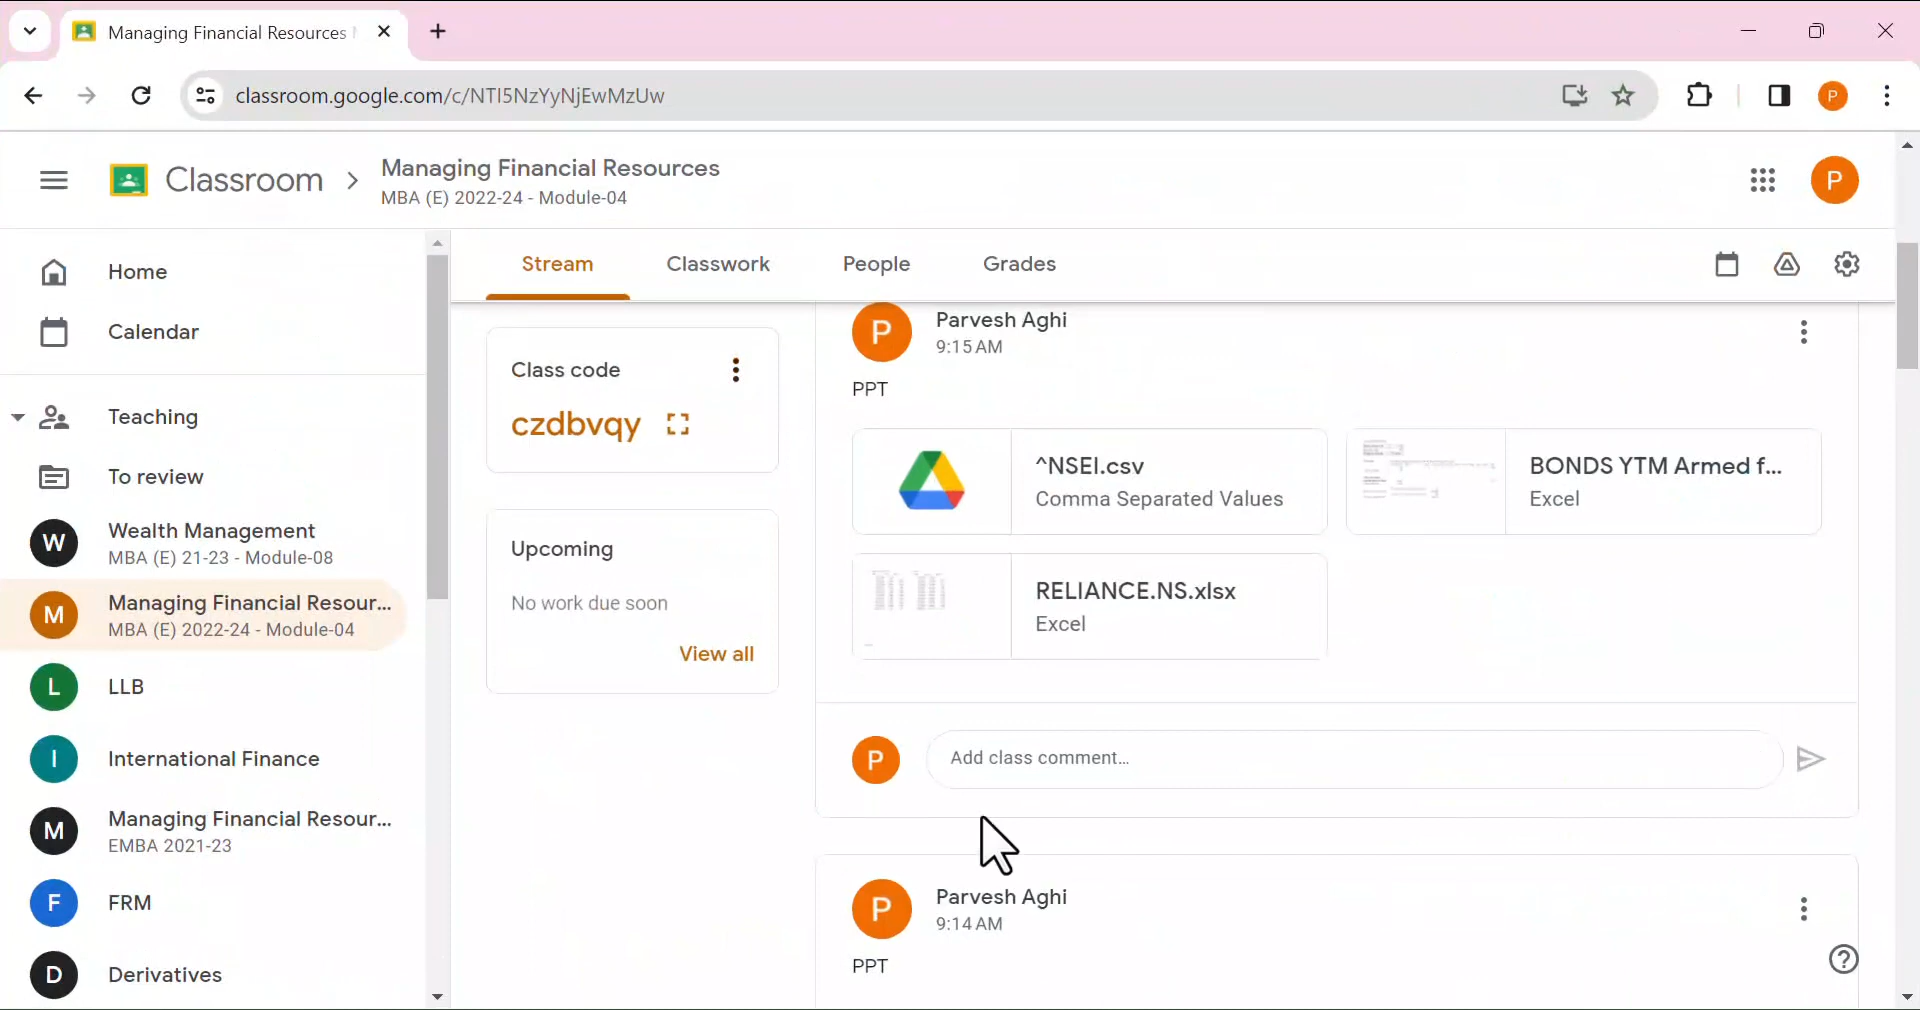 Managing Financial Resources
classroom.google.com/c/NTI5NzYyNjEwMzUw
P
Classroom
Managing Financial Resources
MBA (E) 2022-24 - Module-04
P
Home
Calendar
Teaching
To review
W
Wealth Management
MBA (E) 21-23 - Module-08
M
Managing Financial Resour...
MBA (E) 2022-24 - Module-04
L
LLB
I
International Finance
M
Managing Financial Resour...
EMBA 2021-23
F
FRM
D
Derivatives
Stream
Classwork
People
Grades
Class code
czdbvqy
Upcoming
No work due soon
View all
P
Parvesh Aghi
9:15 AM
PPT
^NSEI.csv
Comma Separated Values
BONDS YTM Armed f...
Excel
RELIANCE.NS.xlsx
Excel
P
Add class comment...
P
Parvesh Aghi
9:14 AM
PPT